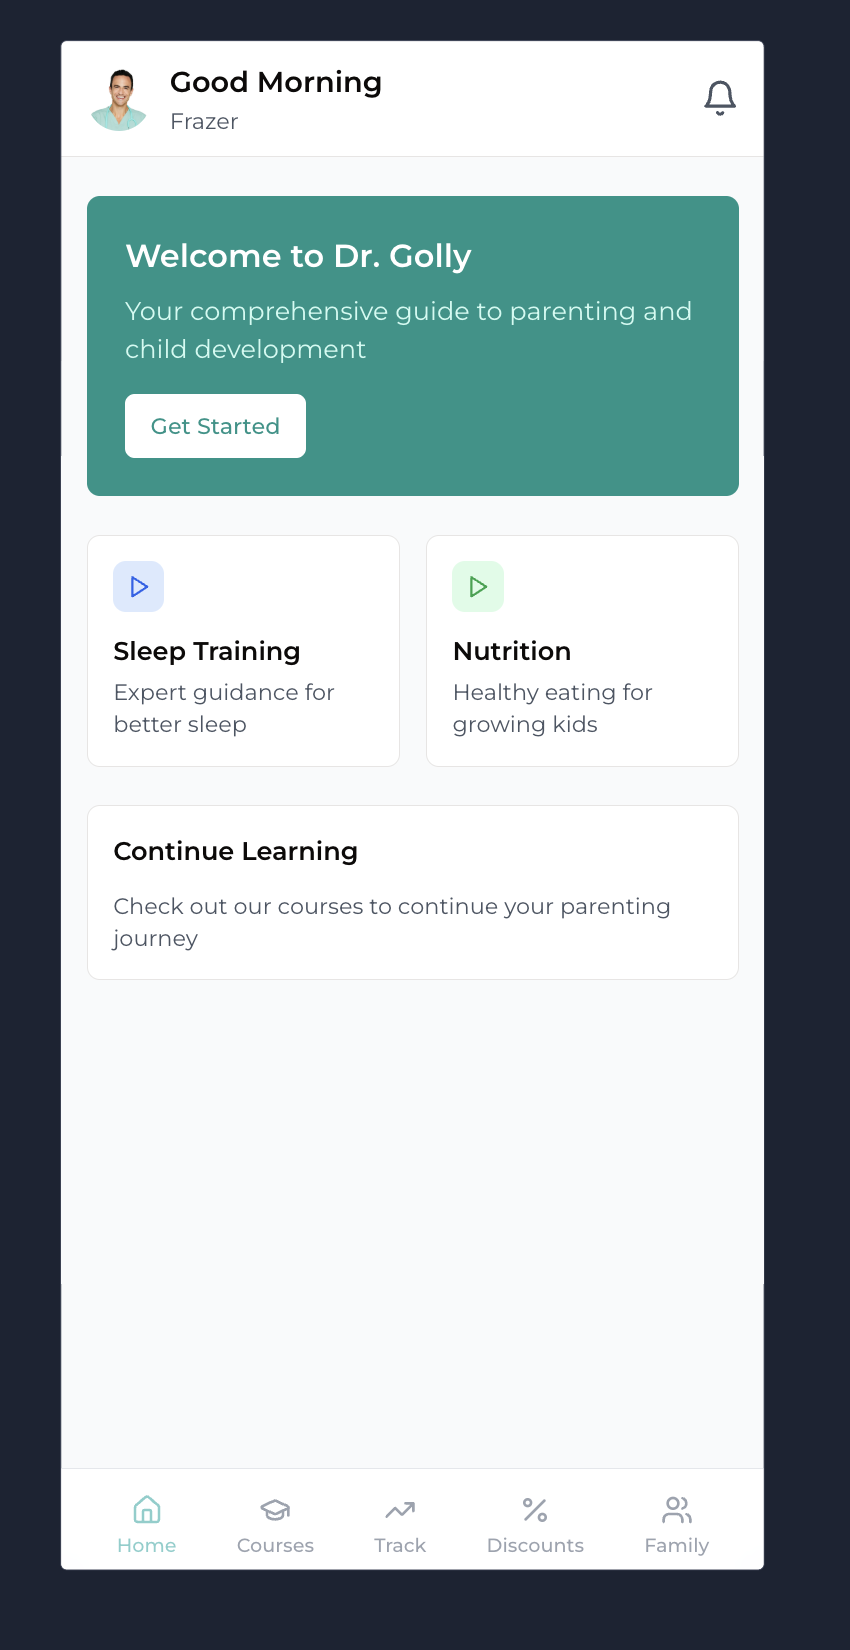 Good Morning
Frazer
Welcome to Dr. Golly
Your comprehensive guide to parenting and
child development
Get Started
Sleep Training
Expert guidance for
better sleep
Nutrition
Healthy eating for
growing kids
Continue Learning
Check out our courses to continue your parenting
journey
Home
Courses
Track
Discounts
Family